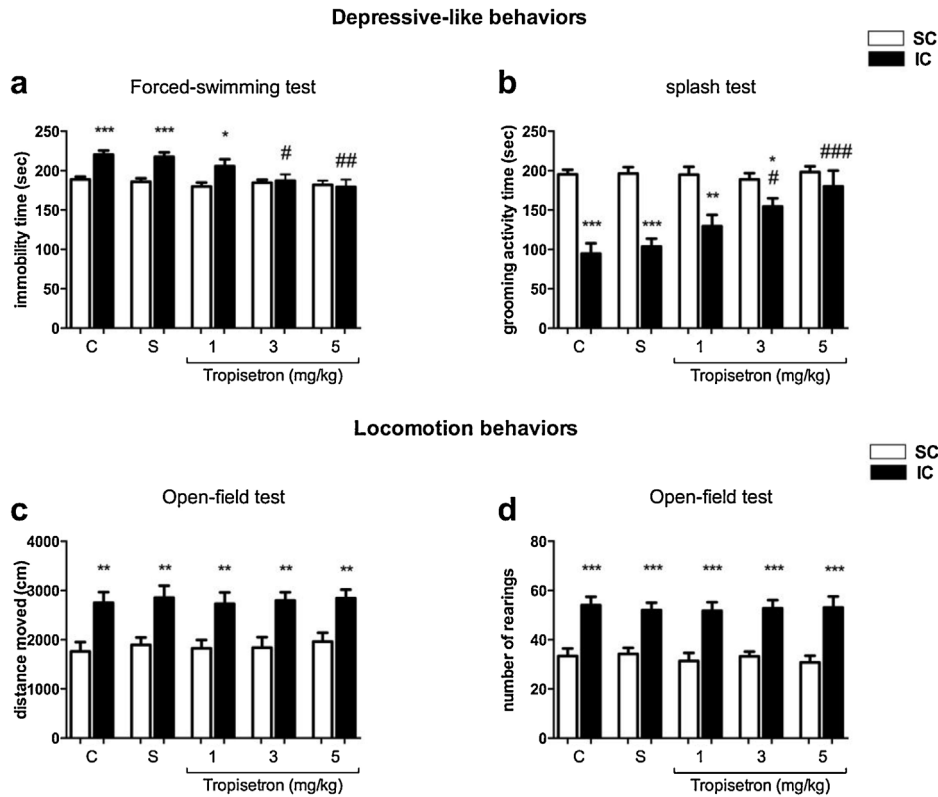 Depressive-like behaviors
SC
IC
a
Forced-swimming test
immobility time (sec)
250
200
150
100
50
0
***
***
*
#
##
C
S
1
3
5
Tropisetron (mg/kg)
b
splash test
grooming activity time (sec)
250
200
150
100
50
0
***
***
**
*
#
###
C
S
1
3
5
Tropisetron (mg/kg)
Locomotion behaviors
SC
IC
c
Open-field test
distance moved (cm)
4000
3000
2000
1000
0
**
**
**
**
**
C
S
1
3
5
Tropisetron (mg/kg)
d
Open-field test
number of rearings
80
60
40
20
0
***
***
***
***
***
C
S
1
3
5
Tropisetron (mg/kg)